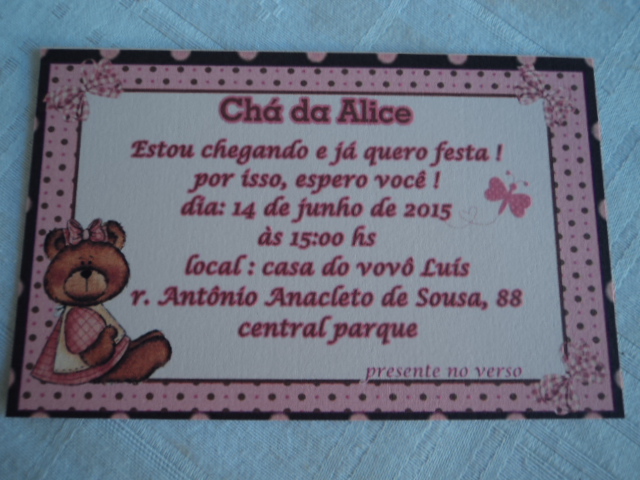 Chá da Alice
Estou chegando e já quero festa !
por isso, espero você !
dia: 14 de junho de 2015
às 15:00 hs
local : casa do vovô Luís
r. Antônio Anacleto de Sousa, 88
central parque
presente no verso